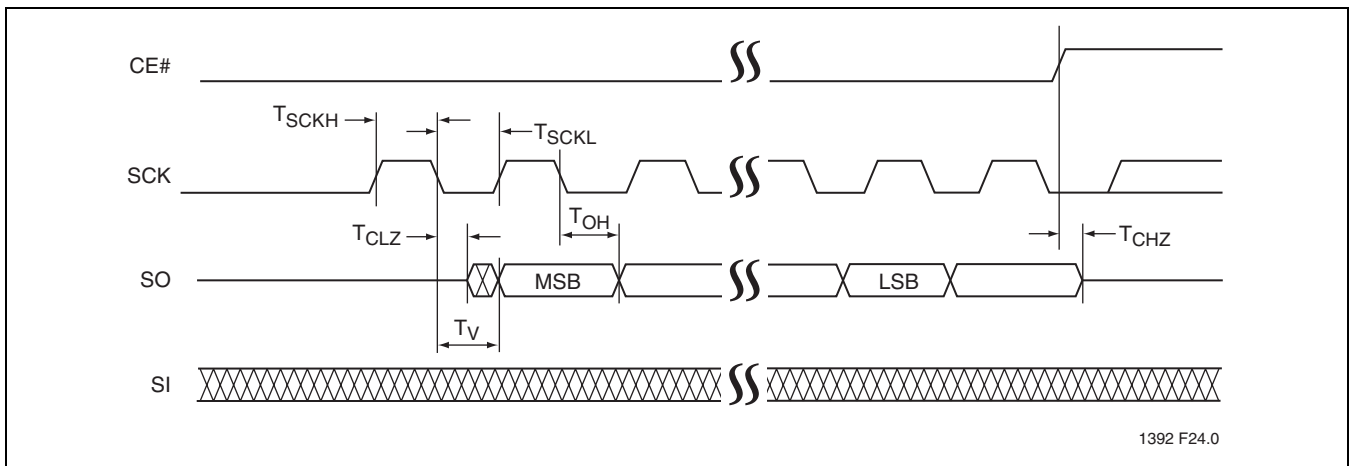 CE#
TSCKH
TSCKL
SCK
TOH
TCLZ
TCHZ
SO
MSB
LSB
TV
SI
1392 F24.0